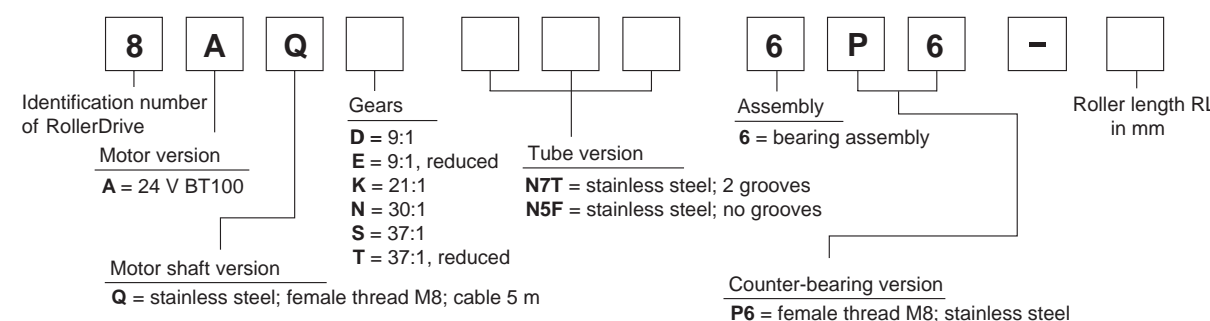 8 A Q 6 P 6 –
Identification number
of RollerDrive
Motor version
A = 24 V BT100
Motor shaft version
Q = stainless steel; female thread M8; cable 5 m
Gears
D = 9:1
E = 9:1, reduced
K = 21:1
N = 30:1
S = 37:1
T = 37:1, reduced
Tube version
N7T = stainless steel; 2 grooves
N5F = stainless steel; no grooves
Assembly
6 = bearing assembly
Counter-bearing version
P6 = female thread M8; stainless steel
Roller length RL
in mm